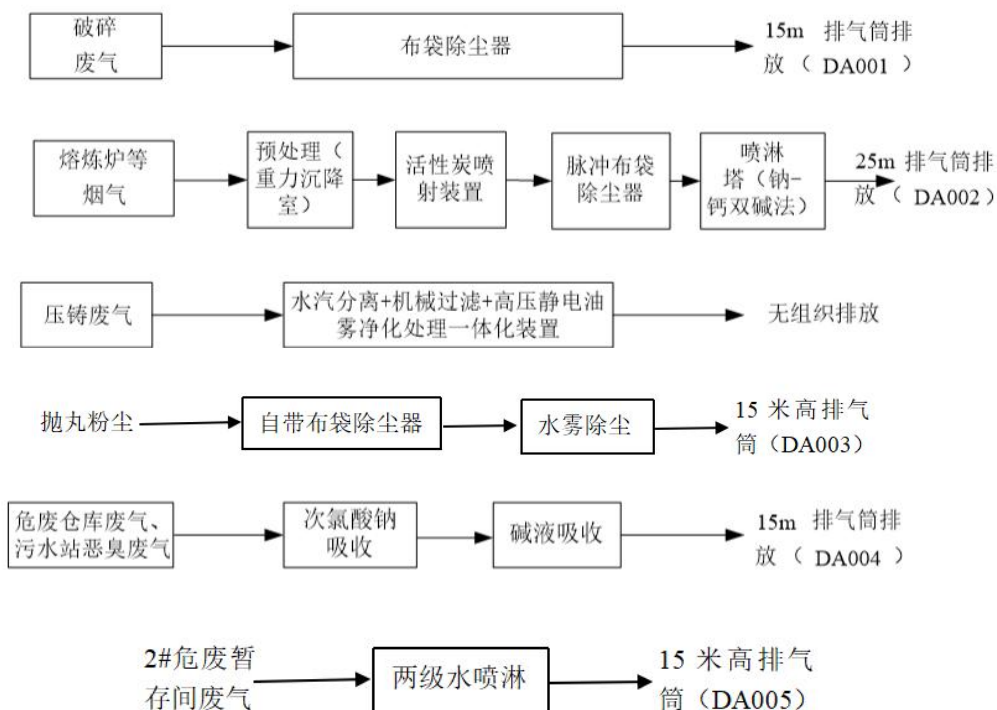 破碎
废气
布袋除尘器
15m 排气筒排
放（ DA001 ）
熔炼炉等
烟气
预处理（
重力沉降
室）
活性炭喷
射装置
脉冲布袋
除尘器
喷淋
塔（钠-
钙双碱法）
25m 排气筒排
放（ DA002）
压铸废气
水汽分离+机械过滤+高压静电油
雾净化处理一体化装置
无组织排放
抛丸粉尘
自带布袋除尘器
水雾除尘
15 米高排气
筒（DA003）
危废仓库废气、
污水站恶臭废气
次氯酸钠
吸收
碱液吸收
15m 排气筒排
放（ DA004 ）
2#危废暂
存间废气
两级水喷淋
15 米高排气
筒（DA005）